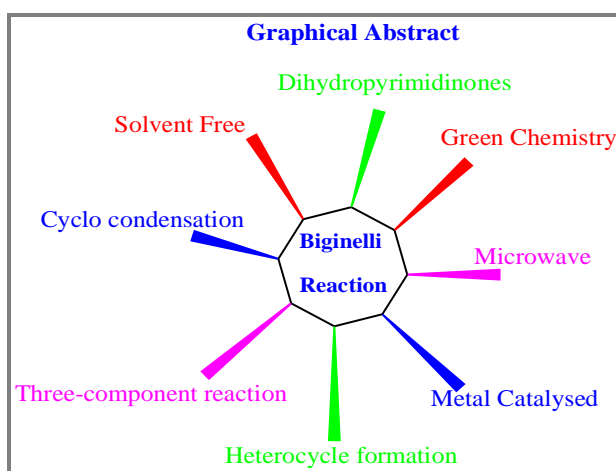 Graphical Abstract
Dihydropyrimidinones
Solvent Free
Green Chemistry
Cyclo condensation
Biginelli
Microwave
Reaction
Three-component reaction
Metal Catalysed
Heterocycle formation